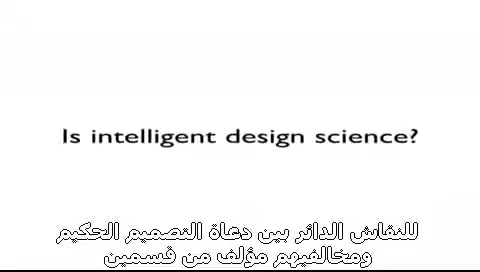 Is intelligent design science?
للنقاش الدائر بين دعاة التصميم الحكيم
ومخالفيهم مؤلف من قسمين